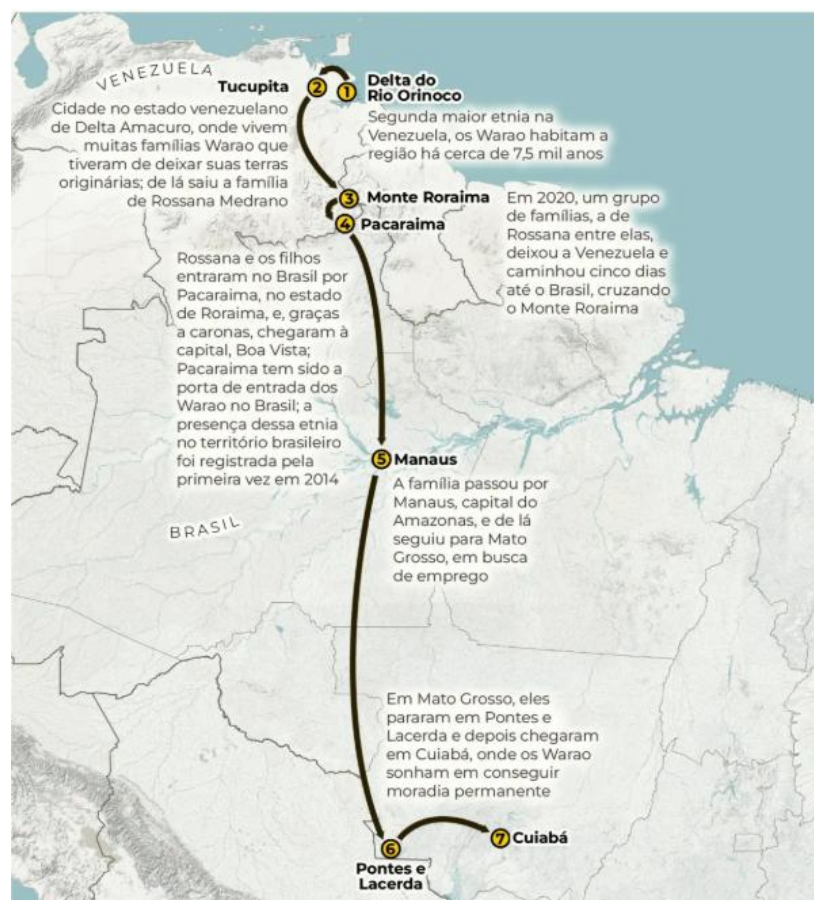 VENEZUELA
1
Delta do
Rio Orinoco
Segunda maior etnia na
Venezuela, os Warao habitam a
região há cerca de 7,5 mil anos
Tucupita
2
Cidade no estado venezuelano
de Delta Amacuro, onde vivem
muitas famílias Warao que
tiveram de deixar suas terras
originárias; de lá saiu a família
de Rossana Medrano
3
Monte Roraima
Em 2020, um grupo
de famílias, a de
Rossana entre elas,
deixou a Venezuela e
caminhou cinco dias
até o Brasil, cruzando
o Monte Roraima
4
Pacaraima
Rossana e os filhos
entraram no Brasil por
Pacaraima, no estado
de Roraima, e, graças
a caronas, chegaram à
capital, Boa Vista;
Pacaraima tem sido a
porta de entrada dos
Warao no Brasil; a
presença dessa etnia
no território brasileiro
foi registrada pela
primeira vez em 2014
5
Manaus
A família passou por
Manaus, capital do
Amazonas, e de lá
seguiu para Mato
Grosso, em busca
de emprego
BRASIL
Em Mato Grosso, eles
pararam em Pontes e
Lacerda e depois chegaram
em Cuiabá, onde os Warao
sonham em conseguir
moradia permanente
6
Pontes e
Lacerda
7
Cuiabá